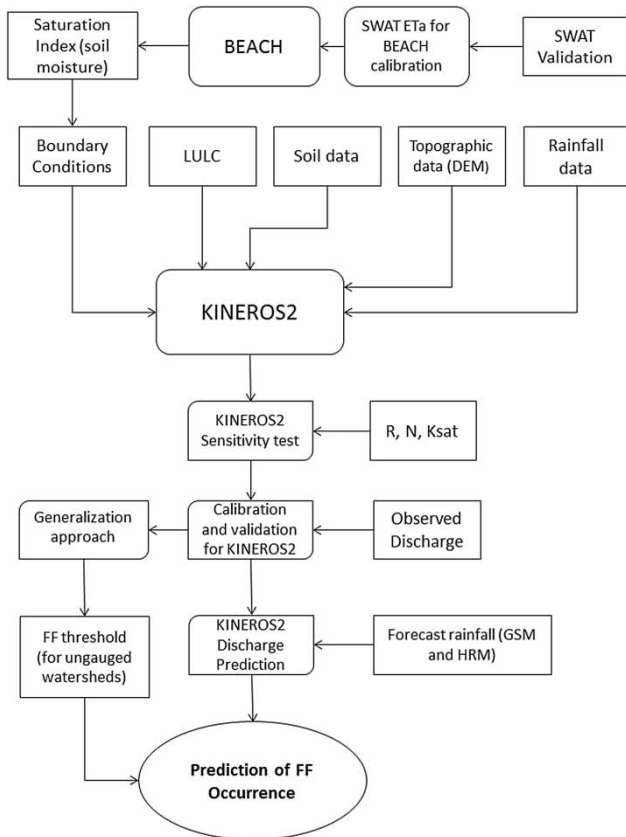 Saturation
Index (soil
moisture)
BEACH
SWAT ETa for
BEACH
calibration
SWAT
Validation
Boundary
Conditions
LULC
Soil data
Topographic
data (DEM)
Rainfall
data
KINEROS2
KINEROS2
Sensitivity test
R, N, Ksat
Generalization
approach
Calibration
and validation
for KINEROS2
Observed
Discharge
FF threshold
(for ungauged
watersheds)
KINEROS2
Discharge
Prediction
Forecast rainfall (GSM
and HRM)
Prediction of FF
Occurrence